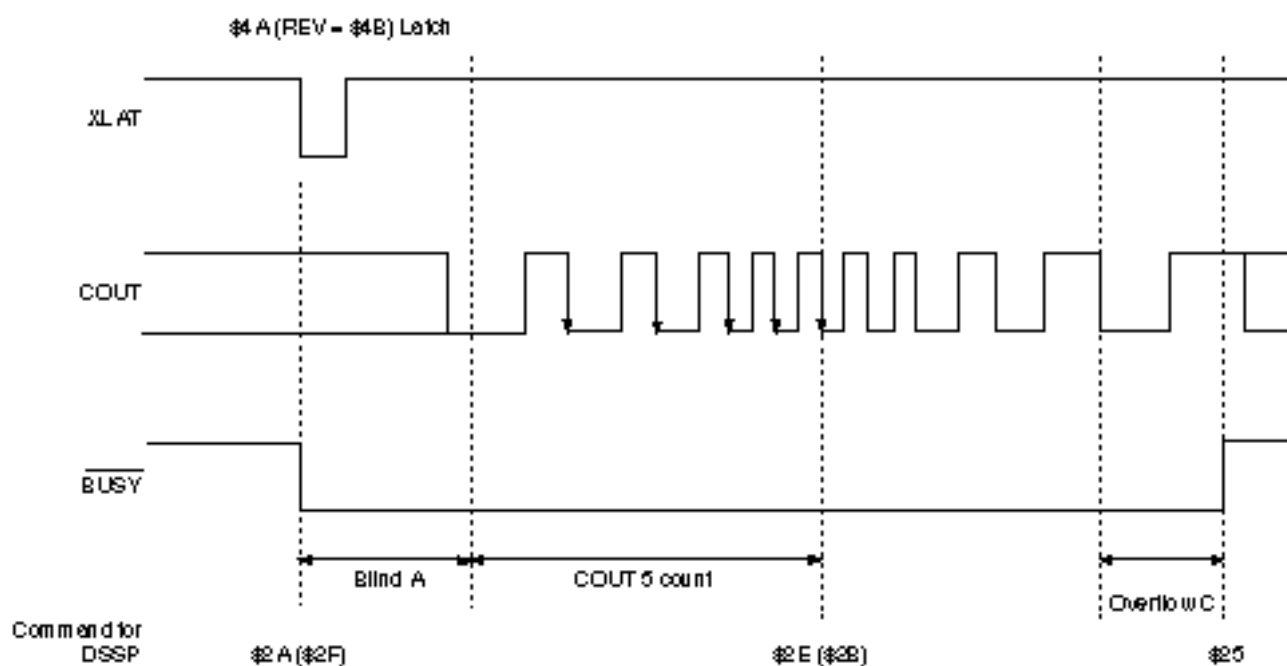 $4A (REV = $4B) Latch
XLAT
COUT
BUSY
Blind A
COUT 5 count
Overflow C
Command for
DSSP
$2A ($2F)
$2E ($2B)
$25